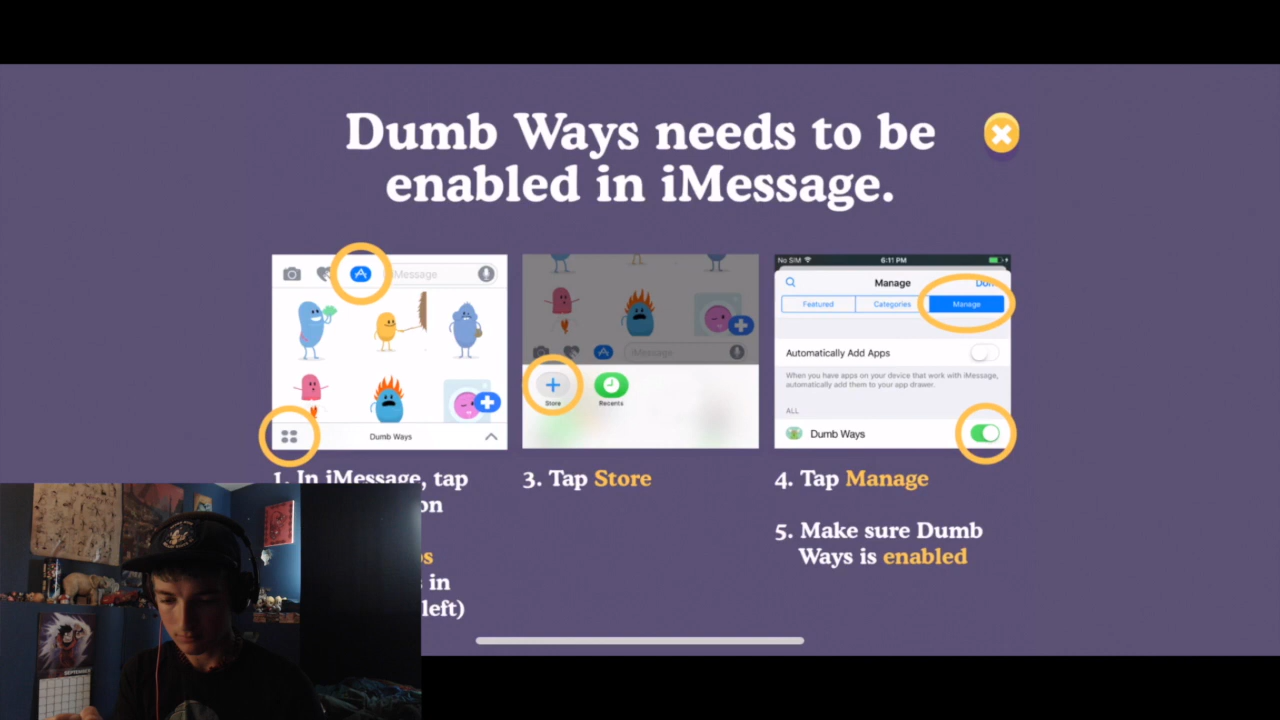 Dumb Ways needs to be
enabled in iMessage.
iMessage
Dumb Ways
iMessage
Store
Recents
No SIM
6:11 PM
Manage
Featured
Categories
Manage
Automatically Add Apps
When you have apps on your device that work with iMessage,
automatically add them to your app drawer.
ALL
Dumb Ways
1. In iMessage, tap
on
in
left)
3. Tap Store
4. Tap Manage
5. Make sure Dumb
Ways is enabled
SEPTEMBER